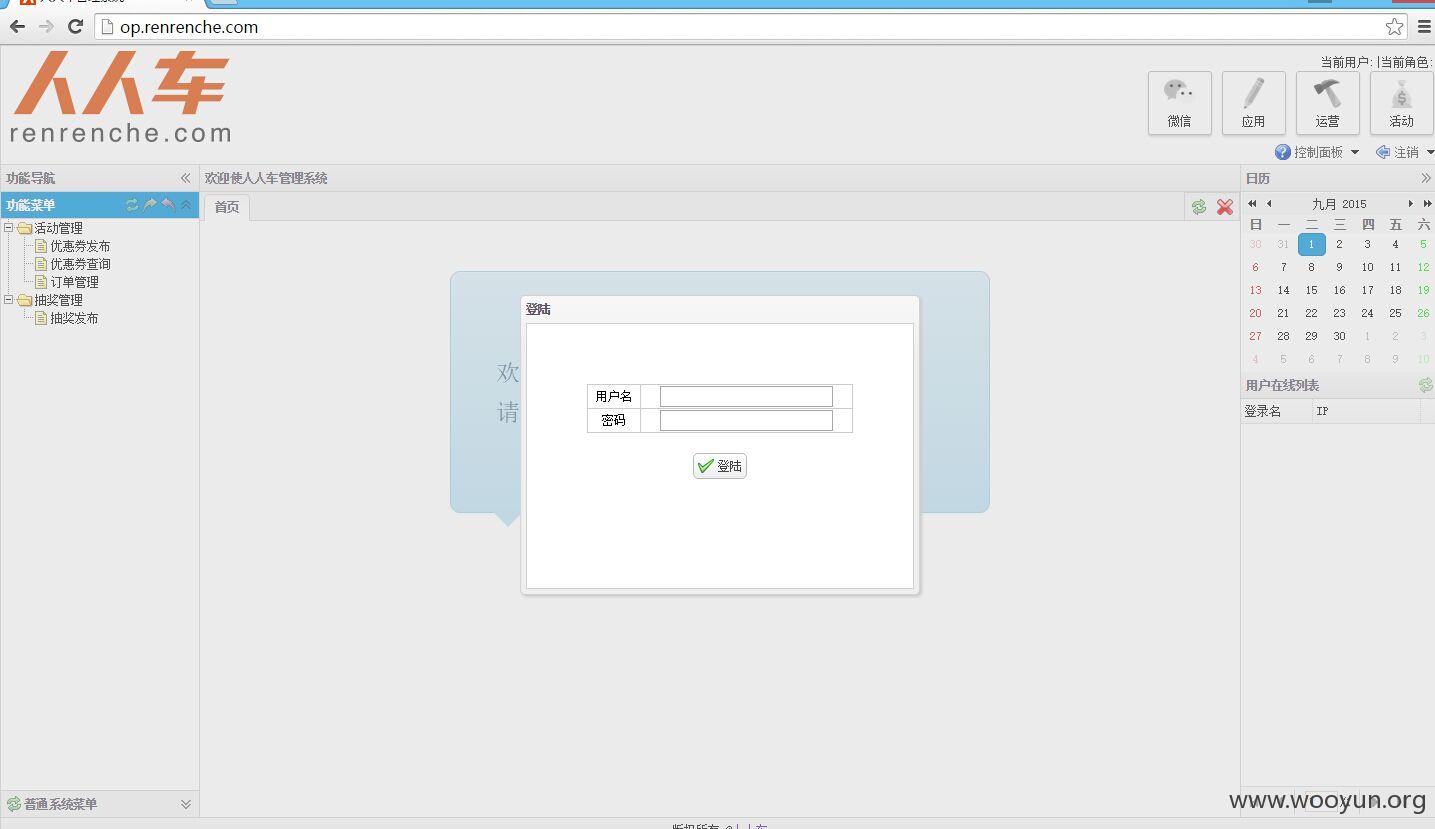 op.renrenche.com
人人车
renrenche.com
当前用户: |当前角色:
微信 应用 运营 活动
控制面板 注销
功能导航
欢迎使人人车管理系统
日历
功能菜单
首页
活动管理
优惠券发布
优惠券查询
订单管理
抽奖管理
抽奖发布
九月 2015
日 一 二 三 四 五 六
30 31 1 2 3 4 5
6 7 8 9 10 11 12
13 14 15 16 17 18 19
20 21 22 23 24 25 26
27 28 29 30 1 2 3
4 5 6 7 8 9 10
用户在线列表
登录名 IP
欢
请
登陆
用户名
密码
登陆
普通系统菜单
www.wooyun.org